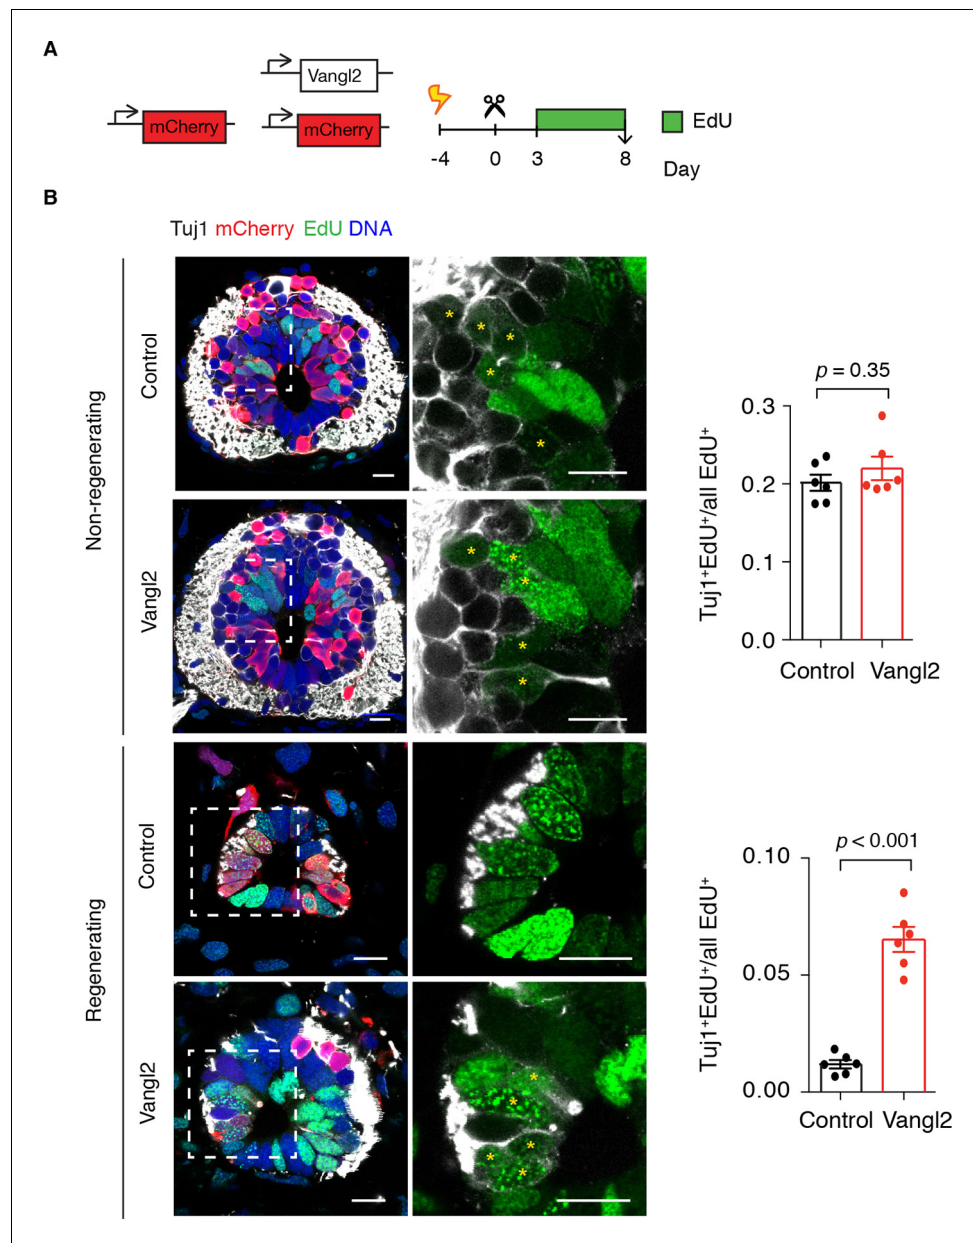 A
Vangl2
mCherry
mCherry
EdU
-4 0 3 8
Day
B
Tuj1 mCherry EdU DNA
Non-regenerating
Control
* * * * *
Vangl2
* * * * *
p = 0.35
Tuj1⁺EdU⁺/all EdU⁺
0.3
0.2
0.1
0.0
Control Vangl2
Regenerating
Control
Vangl2
* * * * *
p < 0.001
Tuj1⁺EdU⁺/all EdU⁺
0.10
0.05
0.00
Control Vangl2